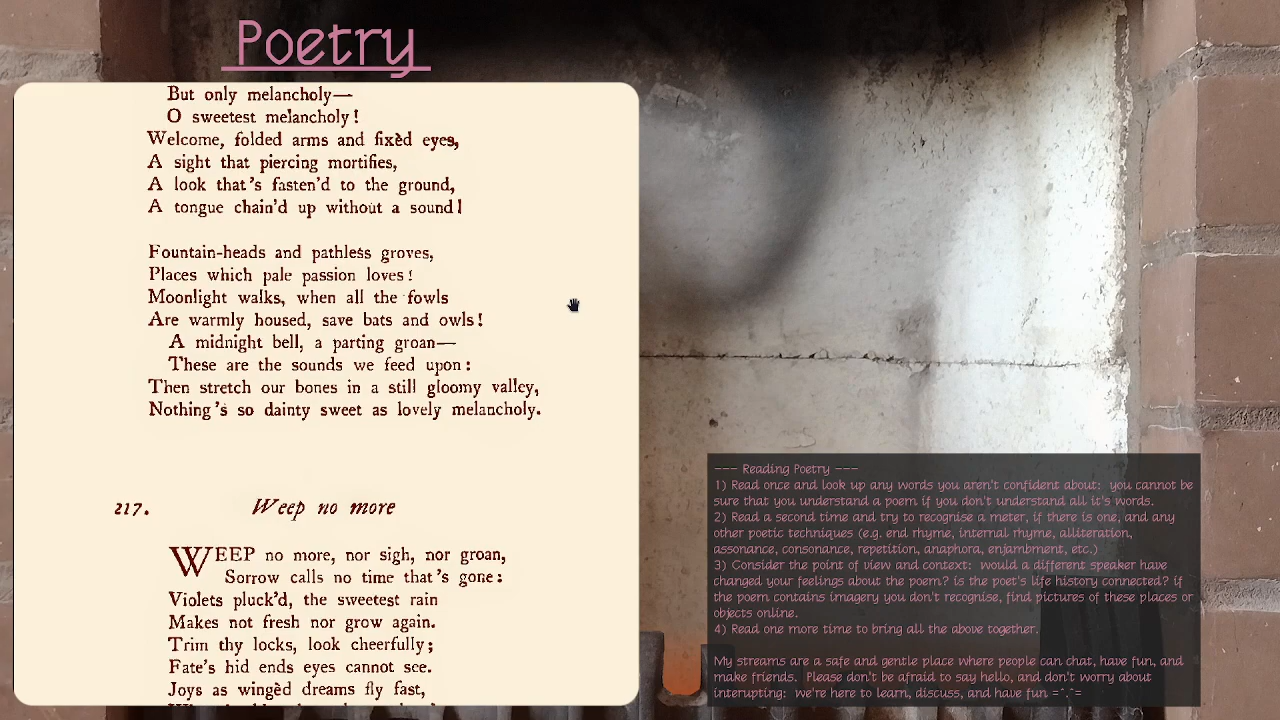 Poetry
But only melancholy—
O sweetest melancholy!
Welcome, folded arms and fixèd eyes,
A sight that piercing mortifies,
A look that's fasten'd to the ground,
A tongue chain'd up without a sound!
Fountain-heads and pathless groves,
Places which pale passion loves!
Moonlight walks, when all the fowls
Are warmly housed, save bats and owls!
A midnight bell, a parting groan—
These are the sounds we feed upon:
Then stretch our bones in a still gloomy valley,
Nothing's so dainty sweet as lovely melancholy.
217. Weep no more
WEEP no more, nor sigh, nor groan,
Sorrow calls no time that's gone:
Violets pluck'd, the sweetest rain
Makes not fresh nor grow again.
Trim thy locks, look cheerfully;
Fate's hid ends eyes cannot see.
Joys as wingèd dreams fly fast,
--- Reading Poetry ---
1) Read once and look up any words you aren't confident about: you cannot be
sure that you understand a poem if you don't understand all it's words.
2) Read a second time and try to recognise a meter, if there is one, and any
other poetic techniques (e.g. end rhyme, internal rhyme, alliteration,
assonance, consonance, repetition, anaphora, enjambment, etc.)
3) Consider the point of view and context: would a different speaker have
changed your feelings about the poem? is the poet's life history connected? if
the poem contains imagery you don't recognise, find pictures of these places or
objects online.
4) Read one more time to bring all the above together.
My streams are a safe and gentle place where people can chat, have fun, and
make friends. Please don't be afraid to say hello, and don't worry about
interupting: we're here to learn, discuss, and have fun =^.^=